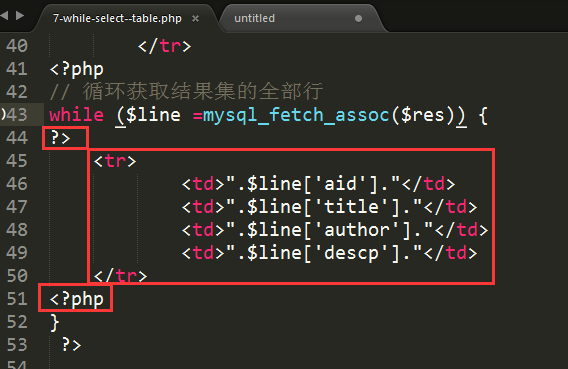 7-while-select--table.php × untitled
40 </tr>
41 <?php
42 // 循环获取结果集的全部行
43 while ($line =mysql_fetch_assoc($res)) {
44 ?>
45 <tr>
46 <td>".$line['aid']."</td>
47 <td>".$line['title']."</td>
48 <td>".$line['author']."</td>
49 <td>".$line['descp']."</td>
50 </tr>
51 <?php
52 }
53 ?>
54